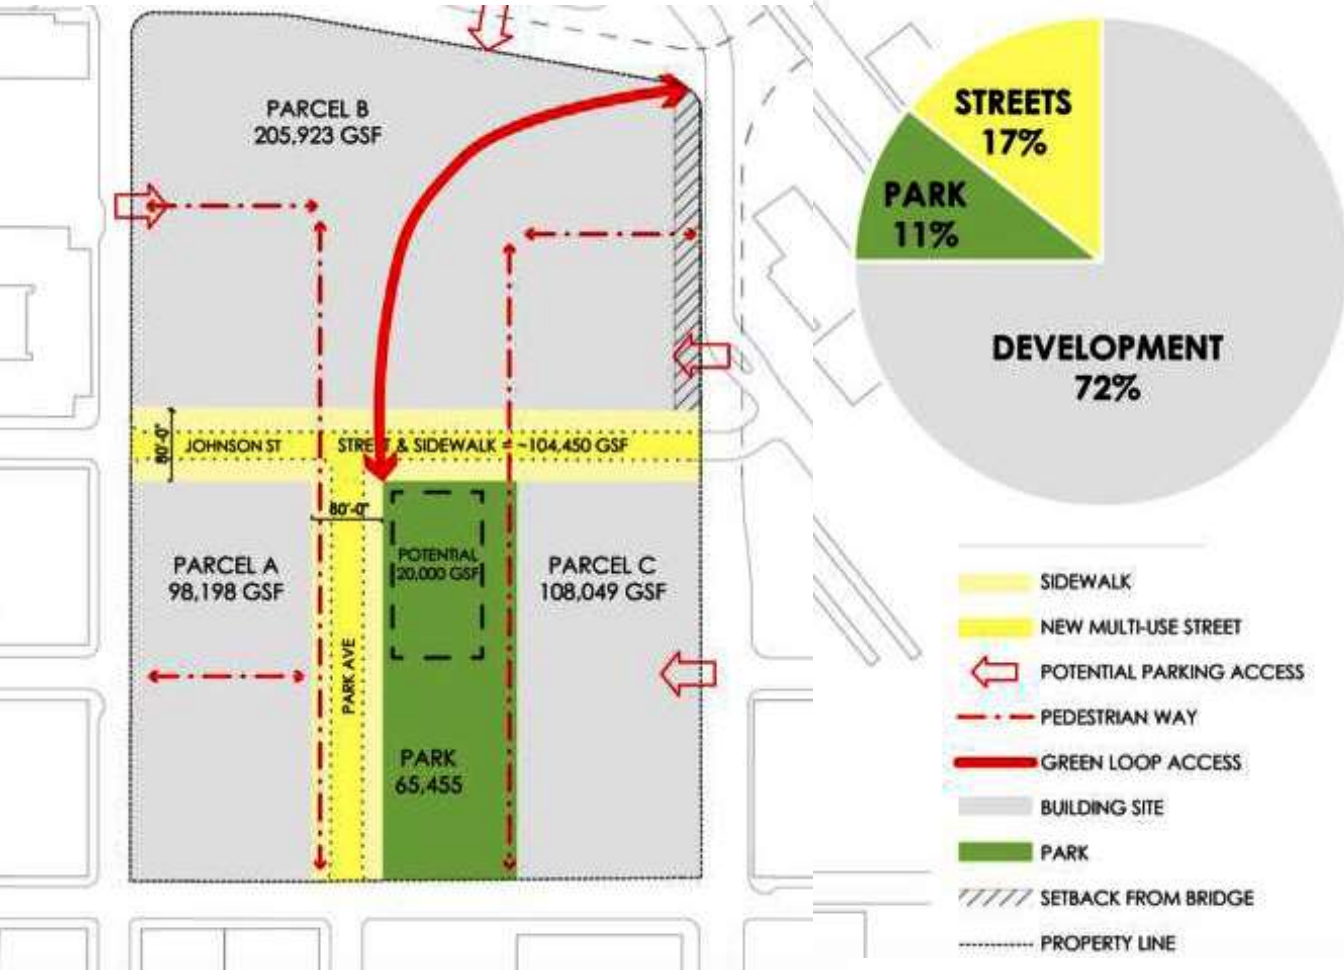 PARCEL B
205,923 GSF
JOHNSON ST
STREET & SIDEWALK = ~104,450 GSF
80'-0"
80'-0"
PARCEL A
98,198 GSF
POTENTIAL
20,000 GSF
PARCEL C
108,049 GSF
PARK AVE
PARK
65,455
STREETS
17%
PARK
11%
DEVELOPMENT
72%
SIDEWALK
NEW MULTI-USE STREET
POTENTIAL PARKING ACCESS
PEDESTRIAN WAY
GREEN LOOP ACCESS
BUILDING SITE
PARK
SETBACK FROM BRIDGE
PROPERTY LINE